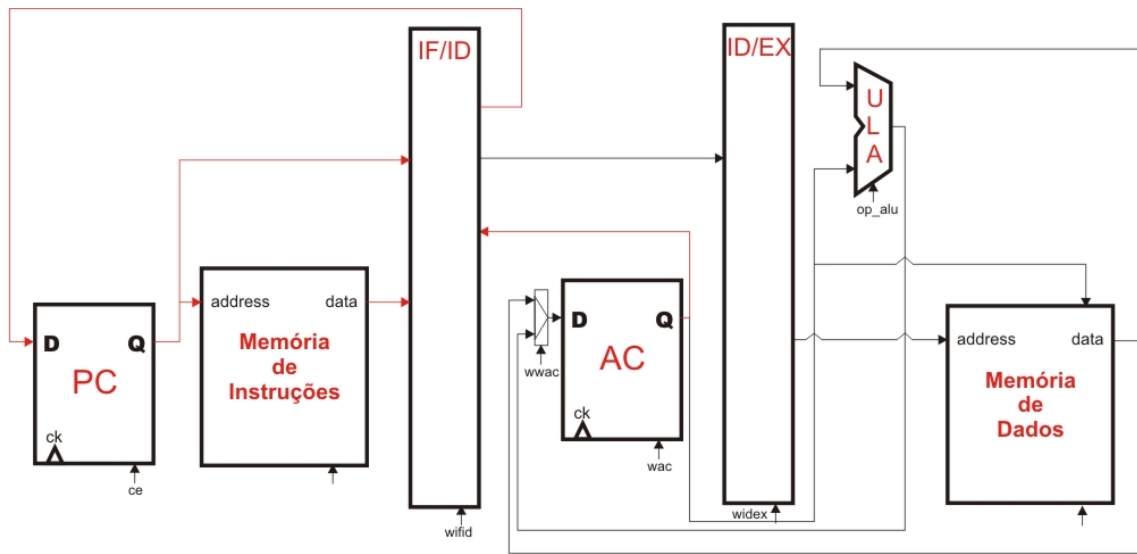 IF/ID
ID/EX
U
L
A
op_alu
address
data
Memória
de
Instruções
D
Q
PC
ck
ce
wifid
D
Q
AC
ck
wwac
wac
widex
address
data
Memória
de
Dados